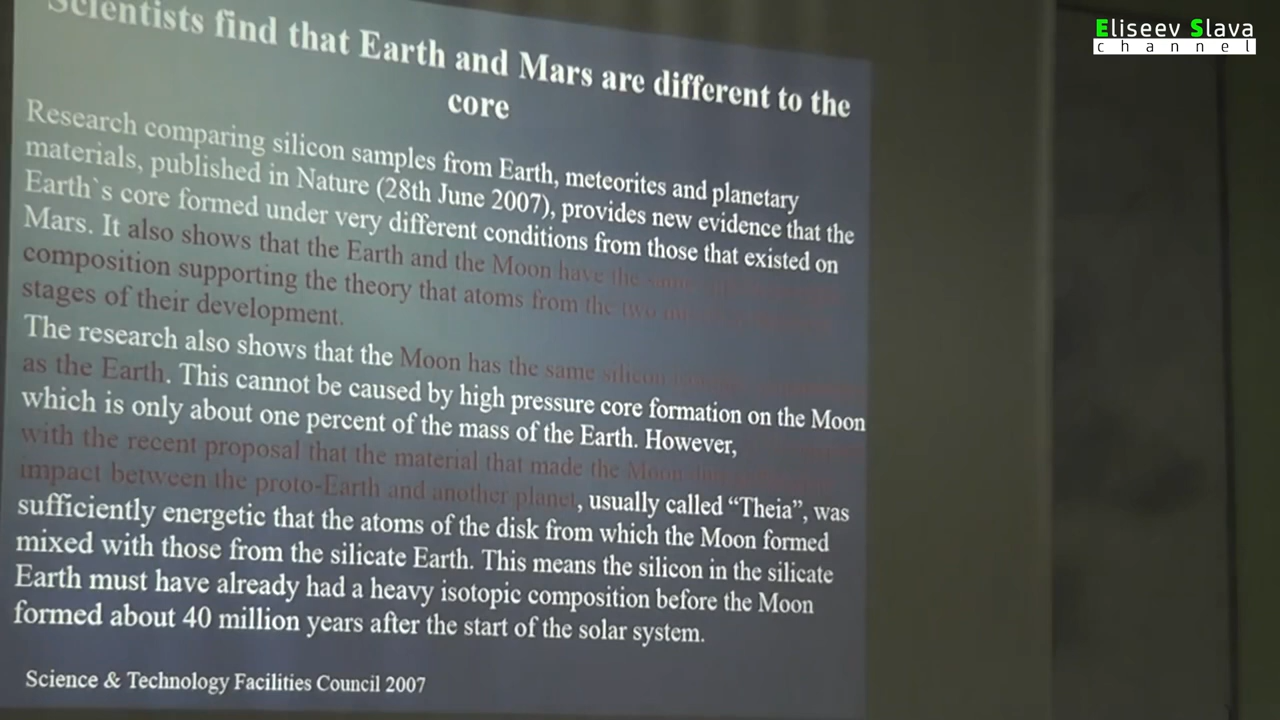 Eliseev Slava
channel
Scientists find that Earth and Mars are different to the
core
Research comparing silicon samples from Earth, meteorites and planetary
materials, published in Nature (28th June 2007), provides new evidence that the
Earth`s core formed under very different conditions from those that existed on
Mars. It also shows that the Earth and the Moon have the same
composition supporting the theory that atoms from the two
stages of their development.
The research also shows that the Moon has the same silicon
as the Earth. This cannot be caused by high pressure core formation on the Moon
which is only about one percent of the mass of the Earth. However,
with the recent proposal that the material that made the Moon
impact between the proto-Earth and another planet, usually called “Theia”, was
sufficiently energetic that the atoms of the disk from which the Moon formed
mixed with those from the silicate Earth. This means the silicon in the silicate
Earth must have already had a heavy isotopic composition before the Moon
formed about 40 million years after the start of the solar system.
Science & Technology Facilities Council 2007